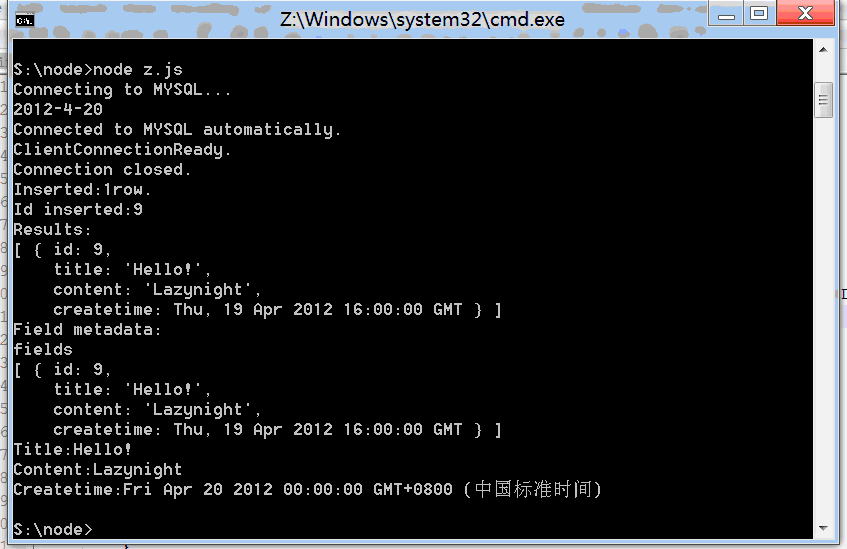 Z:\Windows\system32\cmd.exe
S:\node>node z.js
Connecting to MYSQL...
2012-4-20
Connected to MYSQL automatically.
ClientConnectionReady.
Connection closed.
Inserted:1row.
Id inserted:9
Results:
[ { id: 9,
    title: 'Hello!',
    content: 'Lazynight',
    createtime: Thu, 19 Apr 2012 16:00:00 GMT } ]
Field metadata:
fields
[ { id: 9,
    title: 'Hello!',
    content: 'Lazynight',
    createtime: Thu, 19 Apr 2012 16:00:00 GMT } ]
Title:Hello!
Content:Lazynight
Createtime:Fri Apr 20 2012 00:00:00 GMT+0800 (中国标准时间)
S:\node>